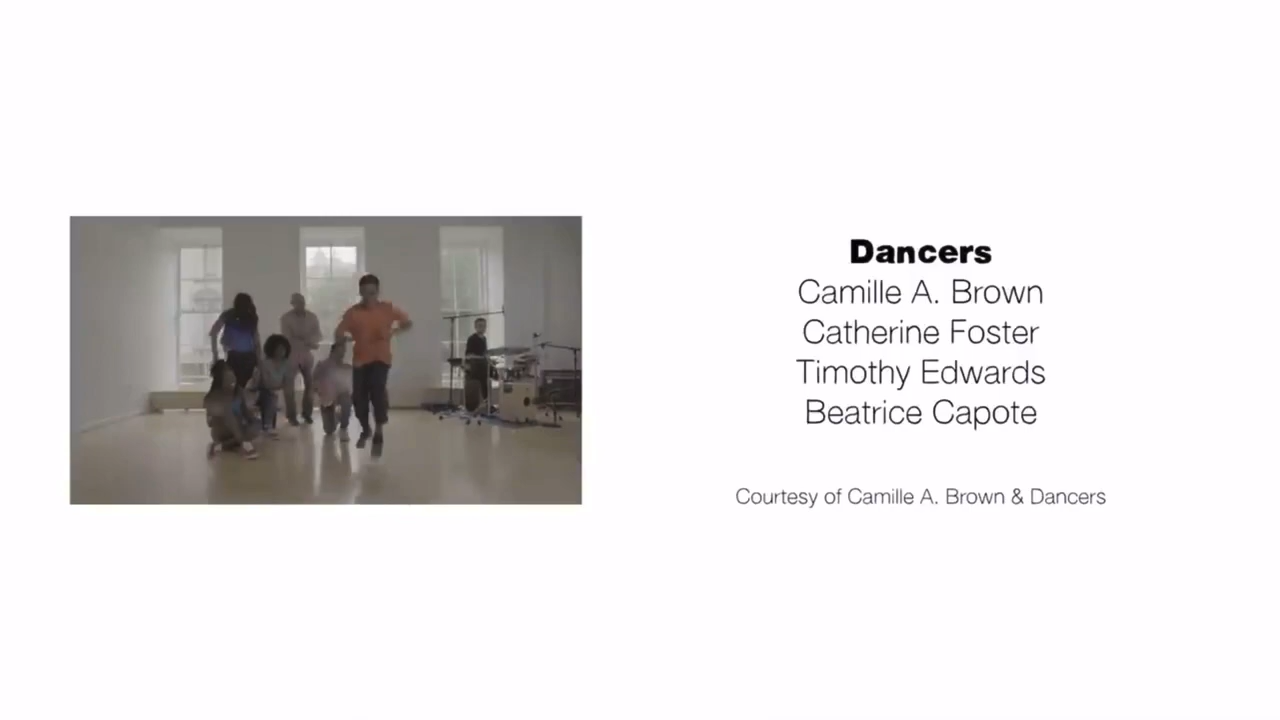 Dancers
Camille A. Brown
Catherine Foster
Timothy Edwards
Beatrice Capote
Courtesy of Camille A. Brown & Dancers